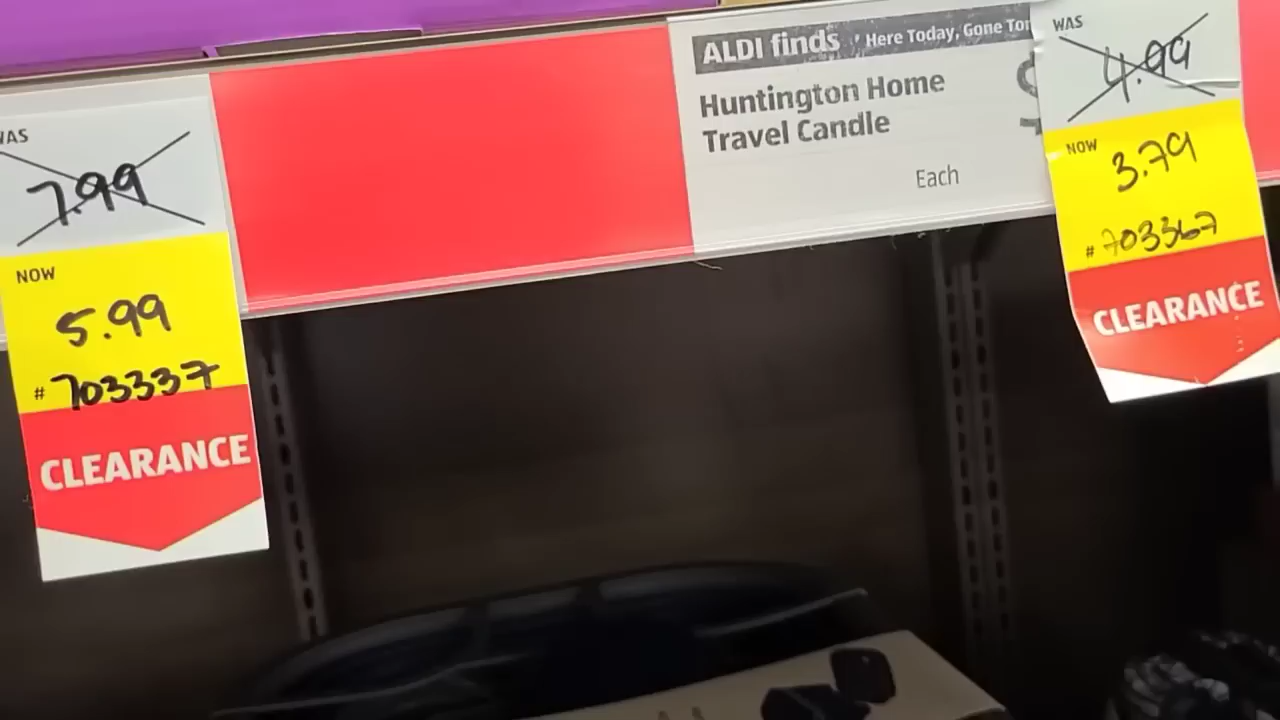 WAS
7.99
NOW
5.99
# 703337
CLEARANCE
ALDI finds Here Today, Gone
Huntington Home
Travel Candle
$
Each
WAS
4.99
NOW
3.79
# 703367
CLEARANCE